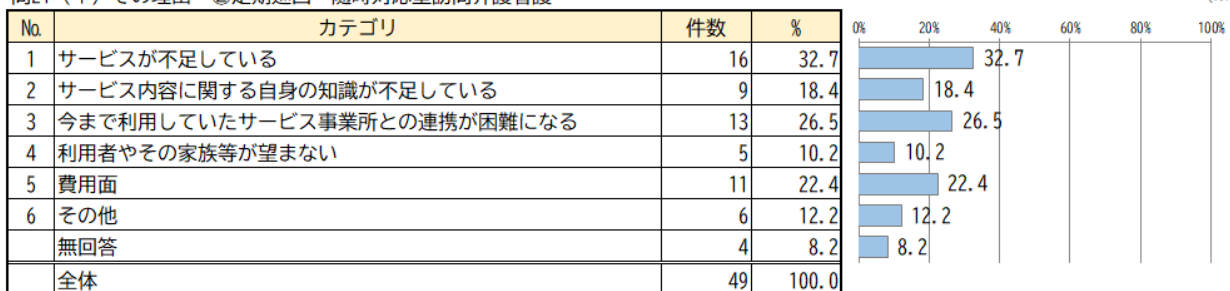 No. カテゴリ 件数 % 0% 20% 40% 60% 80% 100%
1 サービスが不足している 16 32.7 32.7
2 サービス内容に関する自身の知識が不足している 9 18.4 18.4
3 今まで利用していたサービス事業所との連携が困難になる 13 26.5 26.5
4 利用者やその家族等が望まない 5 10.2 10.2
5 費用面 11 22.4 22.4
6 その他 6 12.2 12.2
無回答 4 8.2 8.2
全体 49 100.0